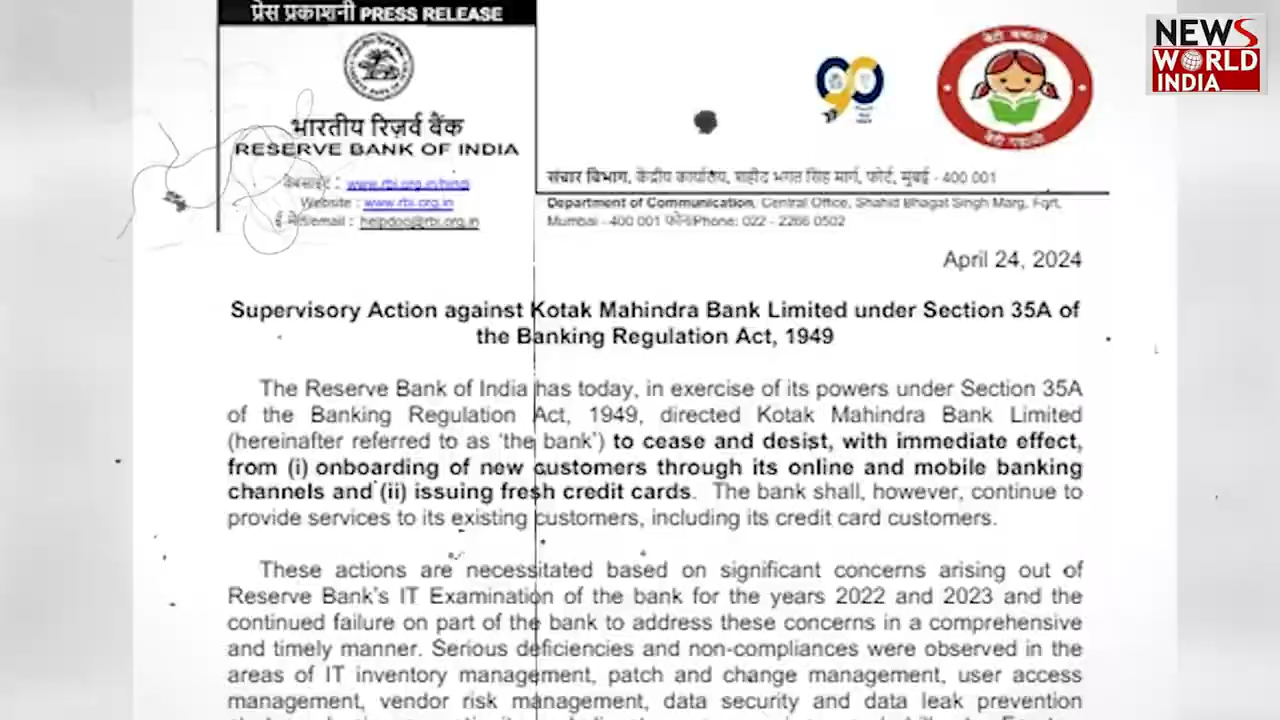 प्रेस प्रकाशनी PRESS RELEASE
NEWS
WORLD
INDIA
भारतीय रिज़र्व बैंक
RESERVE BANK OF INDIA
वेबसाइट : www.rbi.org.in/hindi
Website : www.rbi.org.in
ई-मेल/email : helpdoc@rbi.org.in
90
बेटी बचाओ
बेटी पढ़ाओ
संचार विभाग, केंद्रीय कार्यालय, शहीद भगत सिंह मार्ग, फोर्ट, मुंबई - 400 001
Department of Communication, Central Office, Shahid Bhagat Singh Marg, Fort,
Mumbai - 400 001 फोन/Phone: 022 - 2266 0502
April 24, 2024
Supervisory Action against Kotak Mahindra Bank Limited under Section 35A of
the Banking Regulation Act, 1949
The Reserve Bank of India has today, in exercise of its powers under Section 35A
of the Banking Regulation Act, 1949, directed Kotak Mahindra Bank Limited
(hereinafter referred to as ‘the bank’) to cease and desist, with immediate effect,
from (i) onboarding of new customers through its online and mobile banking
channels and (ii) issuing fresh credit cards. The bank shall, however, continue to
provide services to its existing customers, including its credit card customers.
These actions are necessitated based on significant concerns arising out of
Reserve Bank’s IT Examination of the bank for the years 2022 and 2023 and the
continued failure on part of the bank to address these concerns in a comprehensive
and timely manner. Serious deficiencies and non-compliances were observed in the
areas of IT inventory management, patch and change management, user access
management, vendor risk management, data security and data leak prevention